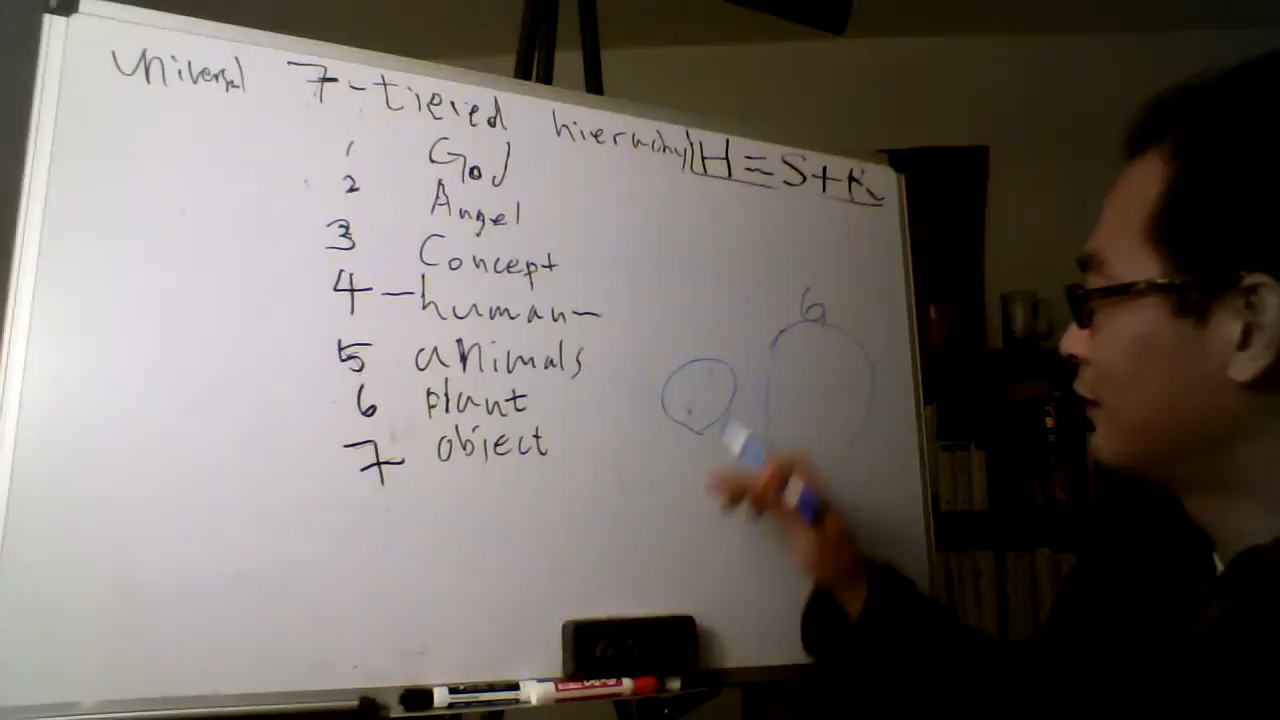 Universal 7-tiered hierarchy H=S+K
1 God
2 Angel
3 Concept
4 - human -
5 animals
6 plant
7 object
6